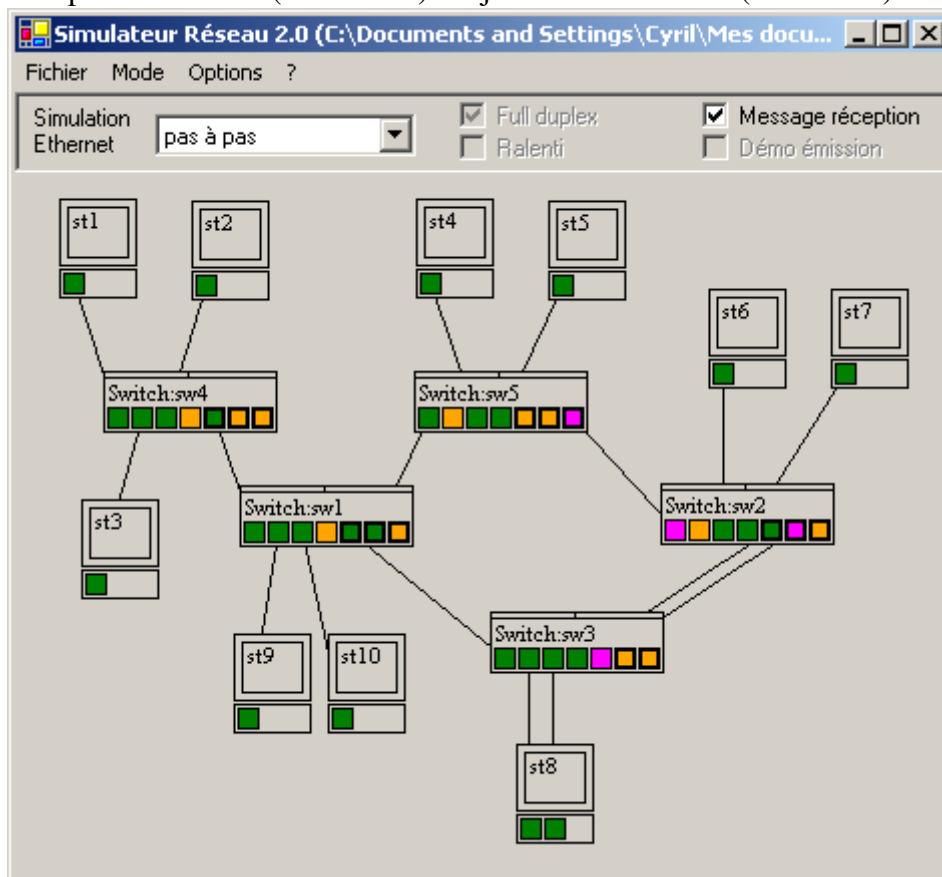 Simulateur Réseau 2.0 (C:\Documents and Settings\Cyril\Mes docu...
Fichier Mode Options ?
Simulation
Ethernet
pas à pas
Full duplex
Ralenti
Message réception
Démo émission
st1
st2
st4
st5
st6
st7
Switch:sw4
Switch:sw5
Switch:sw1
Switch:sw2
st3
Switch:sw3
st9
st10
st8